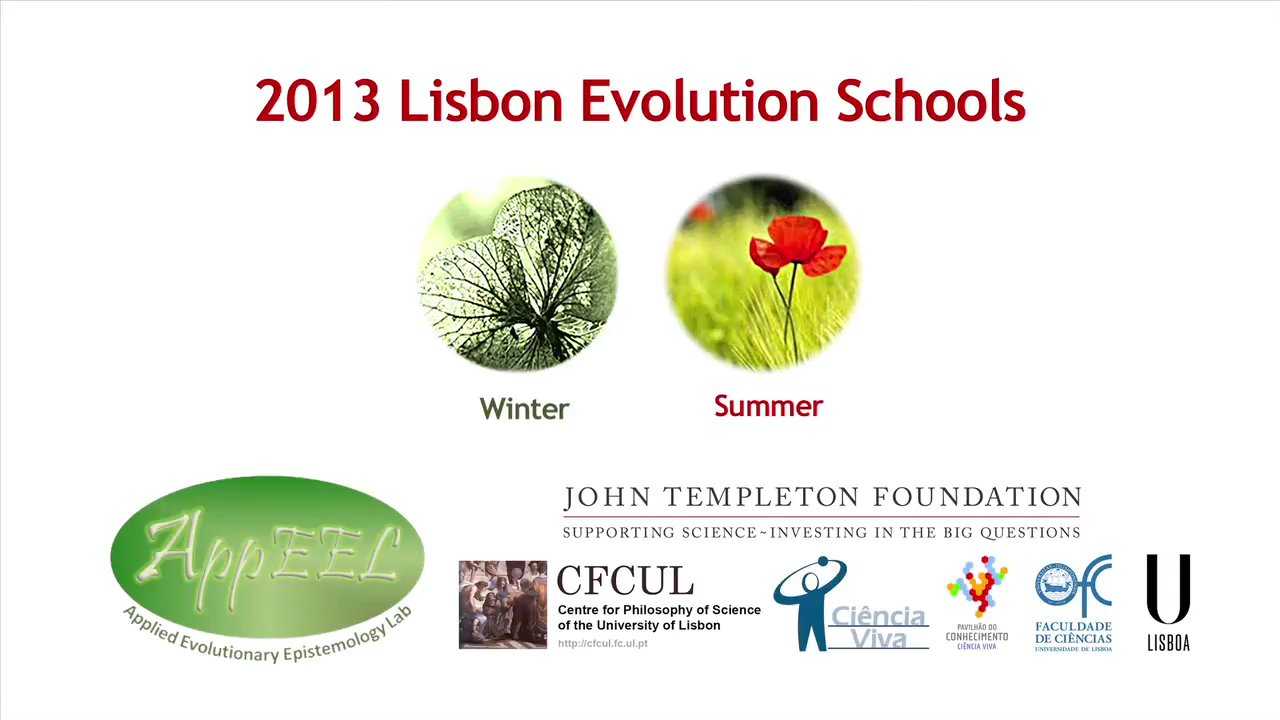 2013 Lisbon Evolution Schools
Winter
Summer
AppEEL
Applied Evolutionary Epistemology Lab
JOHN TEMPLETON FOUNDATION
SUPPORTING SCIENCE~INVESTING IN THE BIG QUESTIONS
CFCUL
Centre for Philosophy of Science
of the University of Lisbon
http://cfcul.fc.ul.pt
Ciência
Viva
PAVILHÃO DO
CONHECIMENTO
CIÊNCIA VIVA
fC
FACULDADE
DE CIÊNCIAS
UNIVERSIDADE DE LISBOA
U
LISBOA